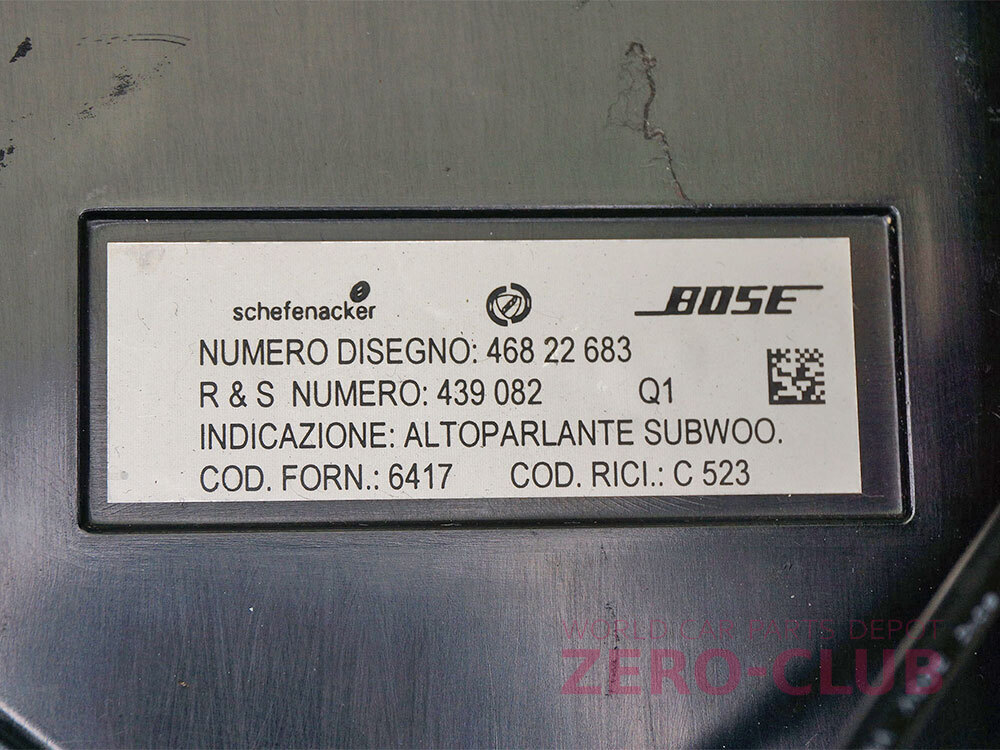 schefenacker
BOSE
NUMERO DISEGNO: 468 22 683
R & S NUMERO: 439 082 Q1
INDICAZIONE: ALTOPARLANTE SUBWOO.
COD. FORN.: 6417 COD. RICI.: C 523
WORLD CAR PARTS DEPOT
ZERO-CLUB